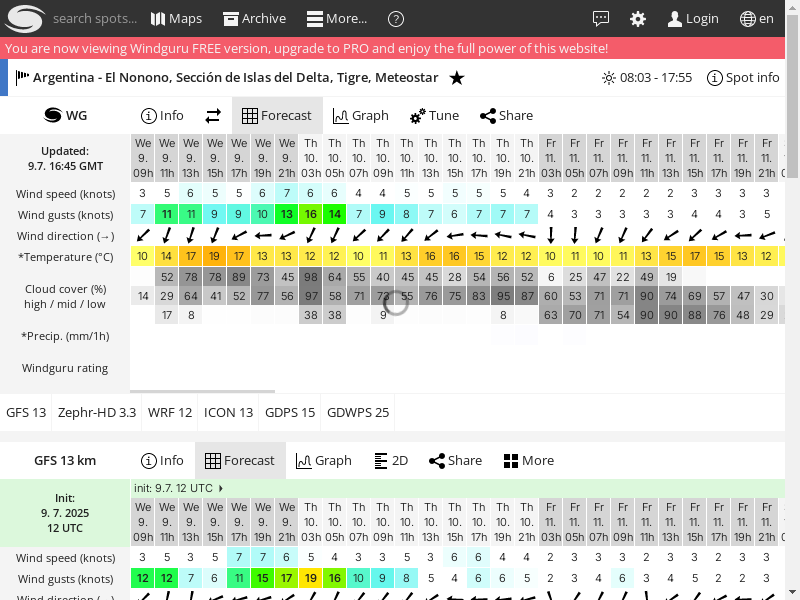 search spots...
Maps
Archive
More...
Login
en
You are now viewing Windguru FREE version, upgrade to PRO and enjoy the full power of this website!
Argentina - El Nonono, Sección de Islas del Delta, Tigre, Meteostar
08:03 - 17:55
Spot info
WG
Info
Forecast
Graph
Tune
Share
Updated:
9.7. 16:45 GMT
We We We We We We We Th Th Th Th Th Th Th Th Th Th Fr Fr Fr Fr Fr Fr Fr Fr Fr Fr
9. 9. 9. 9. 9. 9. 9. 10. 10. 10. 10. 10. 10. 10. 10. 10. 10. 11. 11. 11. 11. 11. 11. 11. 11. 11. 11.
09h 11h 13h 15h 17h 19h 21h 03h 05h 07h 09h 11h 13h 15h 17h 19h 21h 03h 05h 07h 09h 11h 13h 15h 17h 19h 21h
Wind speed (knots) 3 5 6 5 5 6 7 6 6 4 4 5 5 5 5 5 4 3 2 2 2 2 2 3 3 3 3
Wind gusts (knots) 7 11 11 9 9 10 13 16 14 7 9 8 7 6 7 7 7 4 3 3 3 3 3 4 4 3 5
Wind direction (→)
*Temperature (°C) 10 14 17 19 17 13 13 12 12 10 11 13 16 16 15 12 12 10 11 10 11 13 15 17 15 13 12
Cloud cover (%)
high / mid / low
52 78 78 89 73 45 98 64 55 40 45 45 28 54 56 52 6 25 47 22 49 19
14 29 64 41 52 77 56 97 58 71 73 55 76 75 83 95 87 60 53 71 71 90 74 69 57 47 30
17 8 38 38 9 8 63 70 71 54 90 90 88 76 48 29
*Precip. (mm/1h)
Windguru rating
GFS 13
Zephr-HD 3.3
WRF 12
ICON 13
GDPS 15
GDWPS 25
GFS 13 km
Info
Forecast
Graph
2D
Share
More
init: 9.7. 12 UTC
Init:
9. 7. 2025
12 UTC
We We We We We We We Th Th Th Th Th Th Th Th Th Th Fr Fr Fr Fr Fr Fr Fr Fr Fr Fr
9. 9. 9. 9. 9. 9. 9. 10. 10. 10. 10. 10. 10. 10. 10. 10. 10. 11. 11. 11. 11. 11. 11. 11. 11. 11. 11.
09h 11h 13h 15h 17h 19h 21h 03h 05h 07h 09h 11h 13h 15h 17h 19h 21h 03h 05h 07h 09h 11h 13h 15h 17h 19h 21h
Wind speed (knots) 3 5 3 5 7 7 6 5 4 3 3 5 3 6 6 4 4 2 3 3 3 2 3 3 2 3 3
Wind gusts (knots) 12 12 7 6 11 15 17 19 16 10 9 8 5 4 6 6 5 2 3 4 6 3 4 5 2 2 3
Wind direction (→)